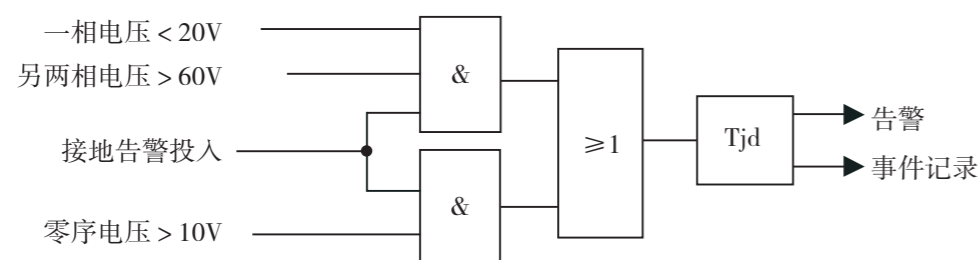 一相电压<20V
另两相电压>60V
&
接地告警投入
≥1
Tjd
告警
事件记录
&
零序电压>10V